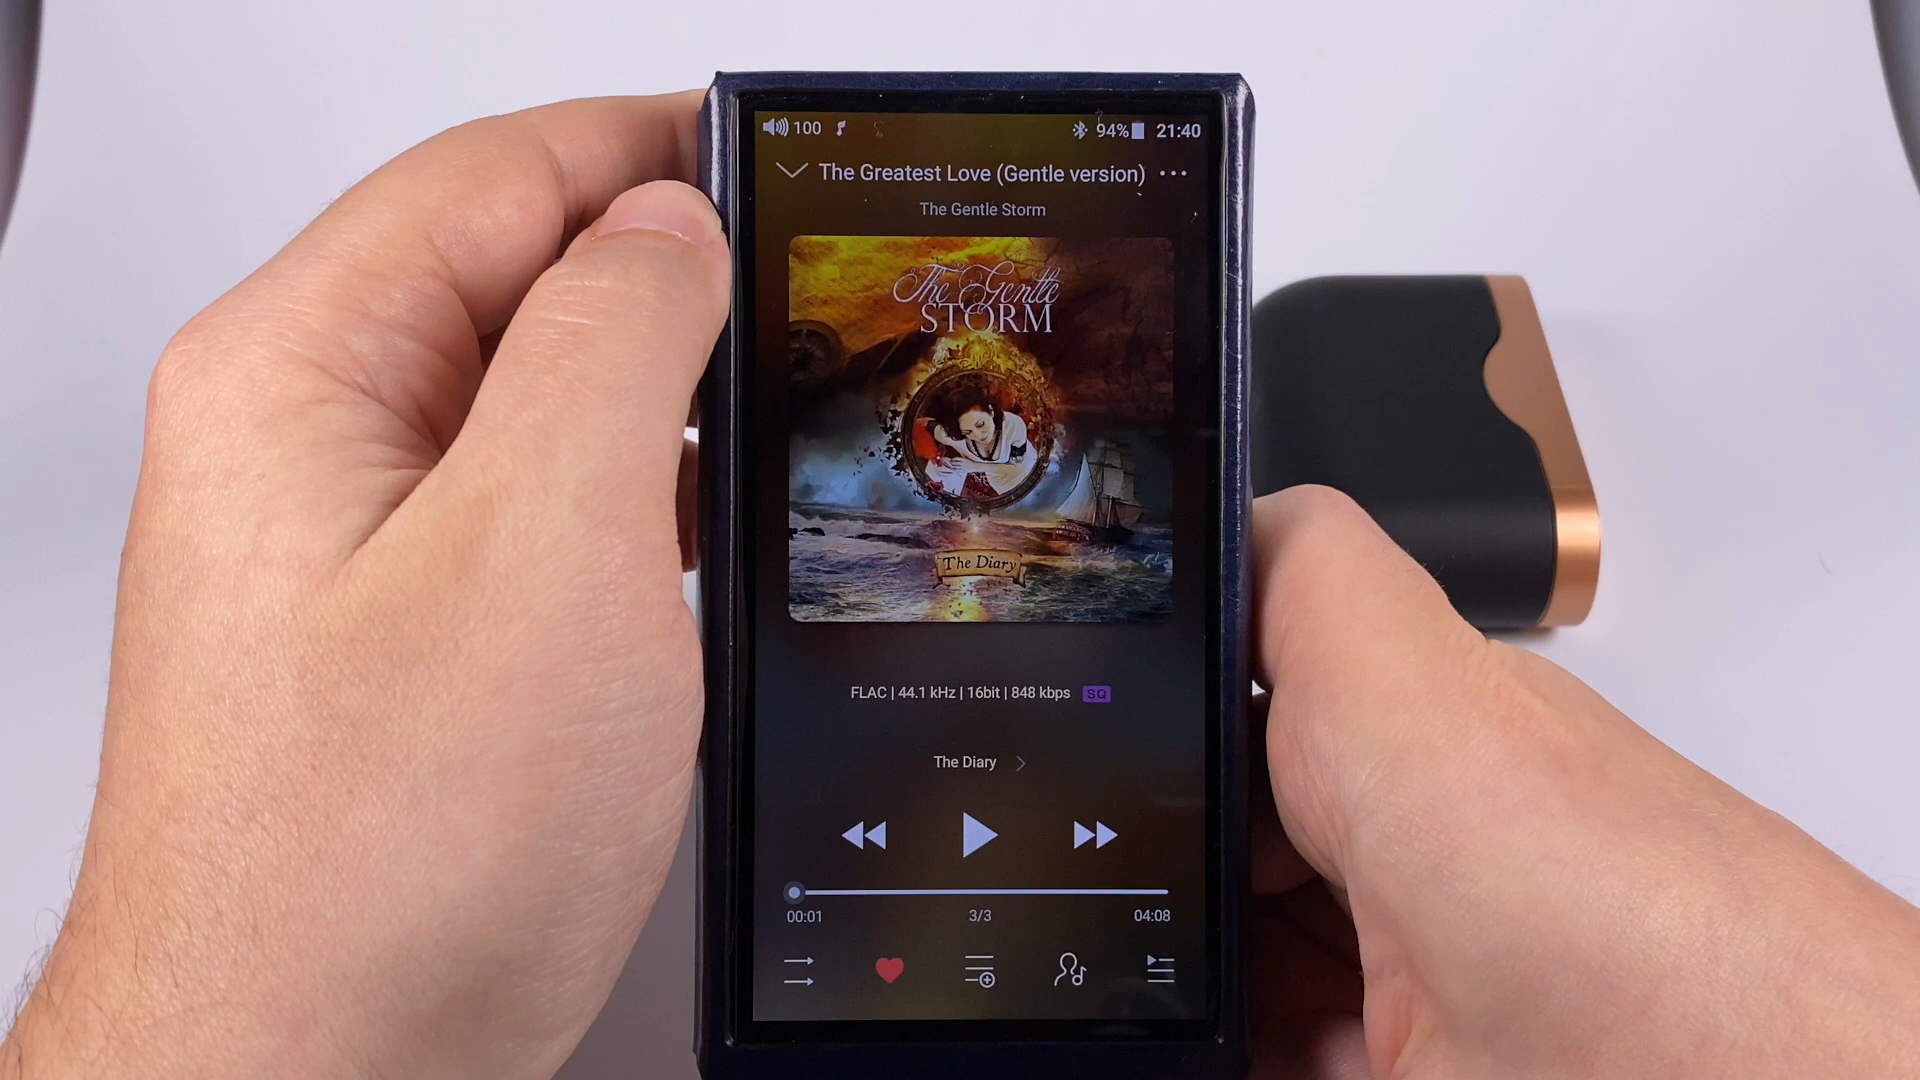 100 94% 21:40
The Greatest Love (Gentle version)
The Gentle Storm
The Gentle
STORM
The Diary
FLAC | 44.1 kHz | 16bit | 848 kbps SQ
The Diary
00:01 3/3 04:08